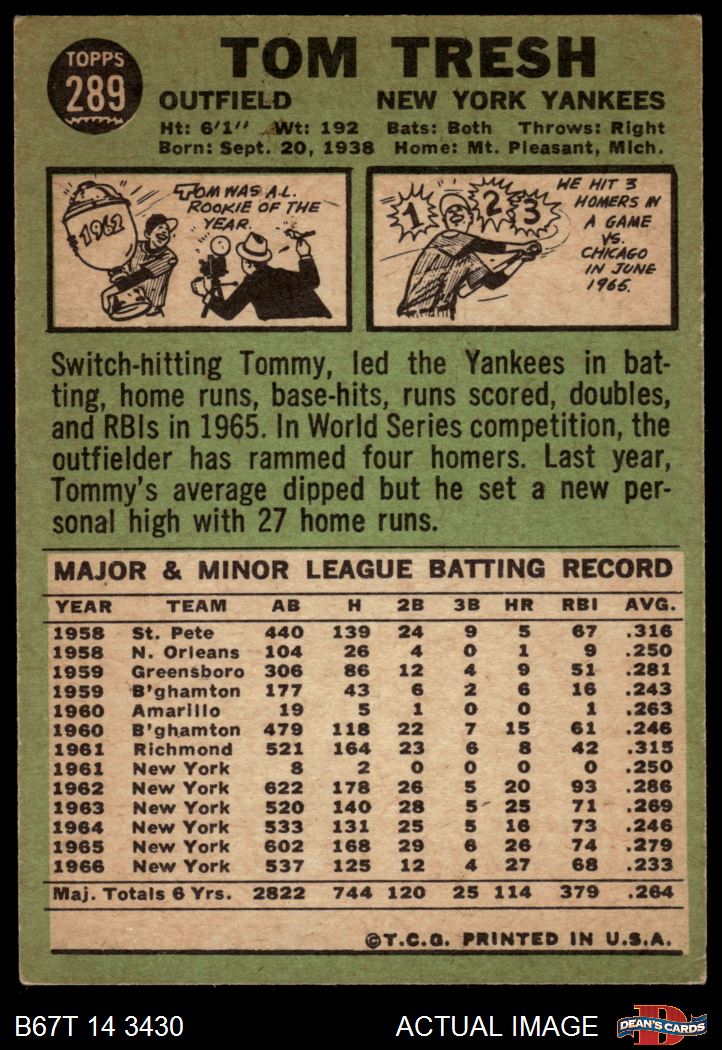 TOPPS
289
TOM TRESH
OUTFIELD NEW YORK YANKEES
Ht: 6'1" Wt: 192 Bats: Both Throws: Right
Born: Sept. 20, 1938 Home: Mt. Pleasant, Mich.
1962
TOM WAS A.L.
ROOKIE OF THE
YEAR.
1 2 3
HE HIT 3
HOMERS IN
A GAME
VS.
CHICAGO
IN JUNE
1965.
Switch-hitting Tommy, led the Yankees in bat-
ting, home runs, base-hits, runs scored, doubles,
and RBIs in 1965. In World Series competition, the
outfielder has rammed four homers. Last year,
Tommy's average dipped but he set a new per-
sonal high with 27 home runs.
MAJOR & MINOR LEAGUE BATTING RECORD
YEAR TEAM AB H 2B 3B HR RBI AVG.
1958 St. Pete 440 139 24 9 5 67 .316
1958 N. Orleans 104 26 4 0 1 9 .250
1959 Greensboro 306 86 12 4 9 51 .281
1959 B'ghamton 177 43 6 2 6 16 .243
1960 Amarillo 19 5 1 0 0 1 .263
1960 B'ghamton 479 118 22 7 15 61 .246
1961 Richmond 521 164 23 6 8 42 .315
1961 New York 8 2 0 0 0 0 .250
1962 New York 622 178 26 5 20 93 .286
1963 New York 520 140 28 5 25 71 .269
1964 New York 533 131 25 5 16 73 .246
1965 New York 602 168 29 6 26 74 .279
1966 New York 537 125 12 4 27 68 .233
Maj. Totals 6 Yrs. 2822 744 120 25 114 379 .264
©T.C.G. PRINTED IN U.S.A.
B67T 14 3430 ACTUAL IMAGE
D
DEAN'S CARDS